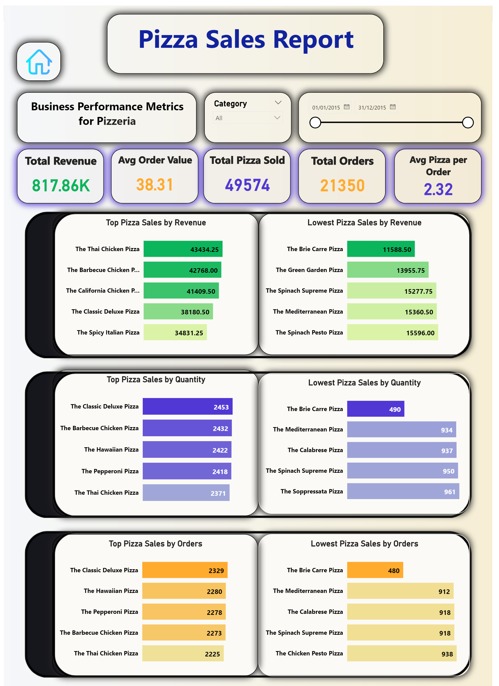 Pizza Sales Report
Business Performance Metrics
for Pizzeria
Category
All
01/01/2015
31/12/2015
Total Revenue
817.86K
Avg Order Value
38.31
Total Pizza Sold
49574
Total Orders
21350
Avg Pizza per
Order
2.32
Top Pizza Sales by Revenue
The Thai Chicken Pizza 43434.25
The Barbecue Chicken P... 42768.00
The California Chicken P... 41409.50
The Classic Deluxe Pizza 38180.50
The Spicy Italian Pizza 34831.25
Lowest Pizza Sales by Revenue
The Brie Carre Pizza 11588.50
The Green Garden Pizza 13955.75
The Spinach Supreme Pizza 15277.75
The Mediterranean Pizza 15360.50
The Spinach Pesto Pizza 15596.00
Top Pizza Sales by Quantity
The Classic Deluxe Pizza 2453
The Barbecue Chicken Pizza 2432
The Hawaiian Pizza 2422
The Pepperoni Pizza 2418
The Thai Chicken Pizza 2371
Lowest Pizza Sales by Quantity
The Brie Carre Pizza 490
The Mediterranean Pizza 934
The Calabrese Pizza 937
The Spinach Supreme Pizza 950
The Soppressata Pizza 961
Top Pizza Sales by Orders
The Classic Deluxe Pizza 2329
The Hawaiian Pizza 2280
The Pepperoni Pizza 2278
The Barbecue Chicken Pizza 2273
The Thai Chicken Pizza 2225
Lowest Pizza Sales by Orders
The Brie Carre Pizza 480
The Mediterranean Pizza 912
The Calabrese Pizza 918
The Spinach Supreme Pizza 918
The Chicken Pesto Pizza 938